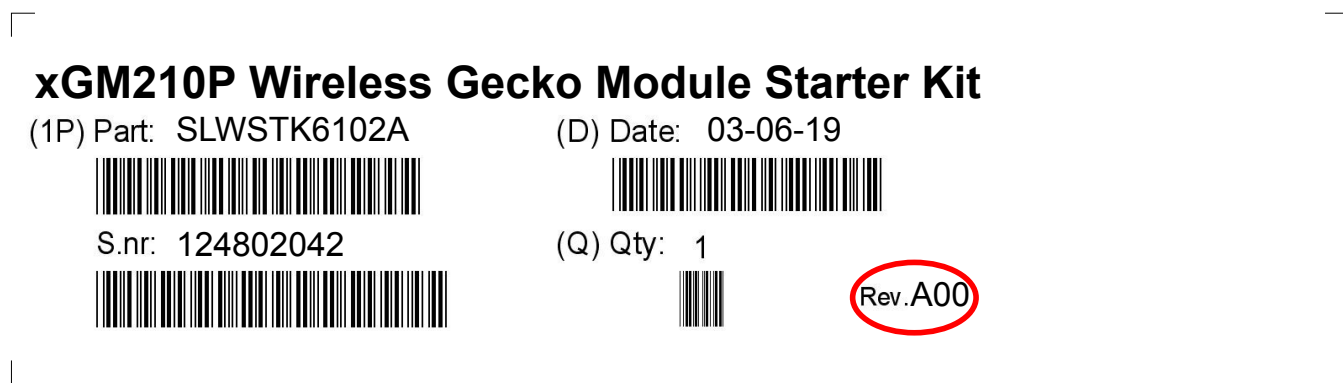 xGM210P Wireless Gecko Module Starter Kit
(1P) Part: SLWSTK6102A (D) Date: 03-06-19
S.nr: 124802042 (Q) Qty: 1
Rev.A00